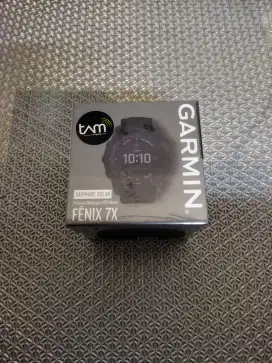 tam
GARMIN
10:10
SAPPHIRE SOLAR
FĒNIX 7X